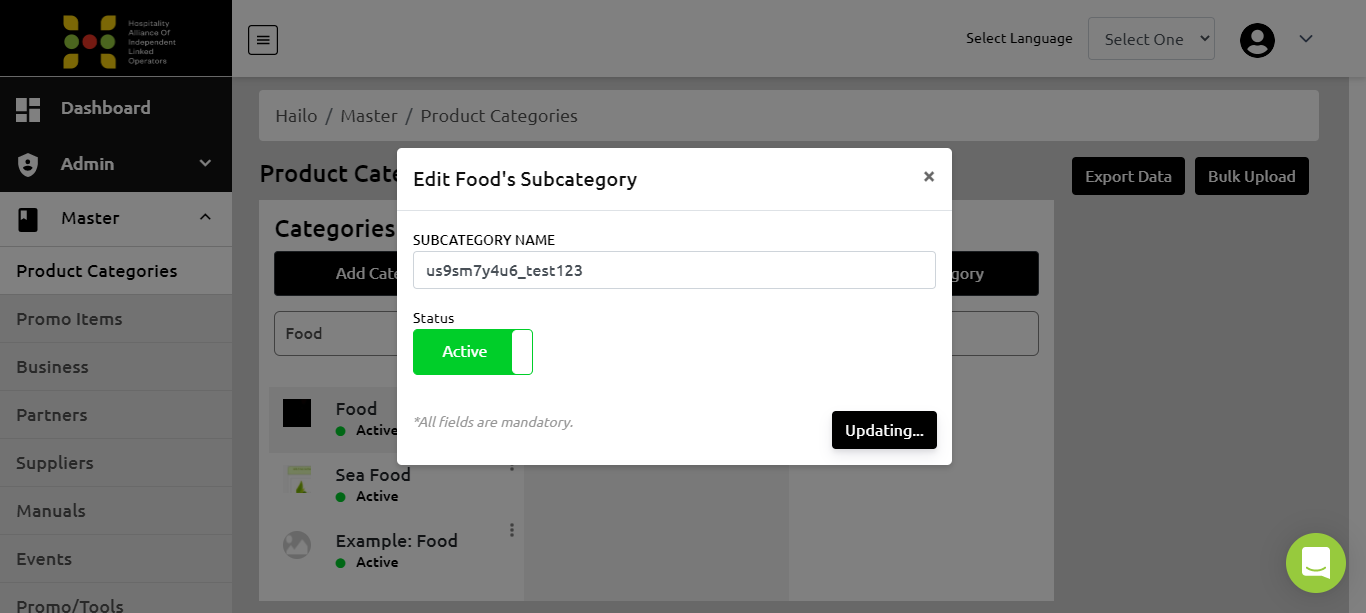 Hospitality
Alliance Of
Independent
Linked
Operators
Select Language
Select One
Dashboard
Admin
Master
Product Categories
Promo Items
Business
Partners
Suppliers
Manuals
Events
Promo/Tools
Hailo / Master / Product Categories
Product Cate
Export Data
Bulk Upload
Categories
Add Cate
gory
Food
Food
Active
Sea Food
Active
Example: Food
Active
Edit Food's Subcategory
×
SUBCATEGORY NAME
us9sm7y4u6_test123
Status
Active
*All fields are mandatory.
Updating...